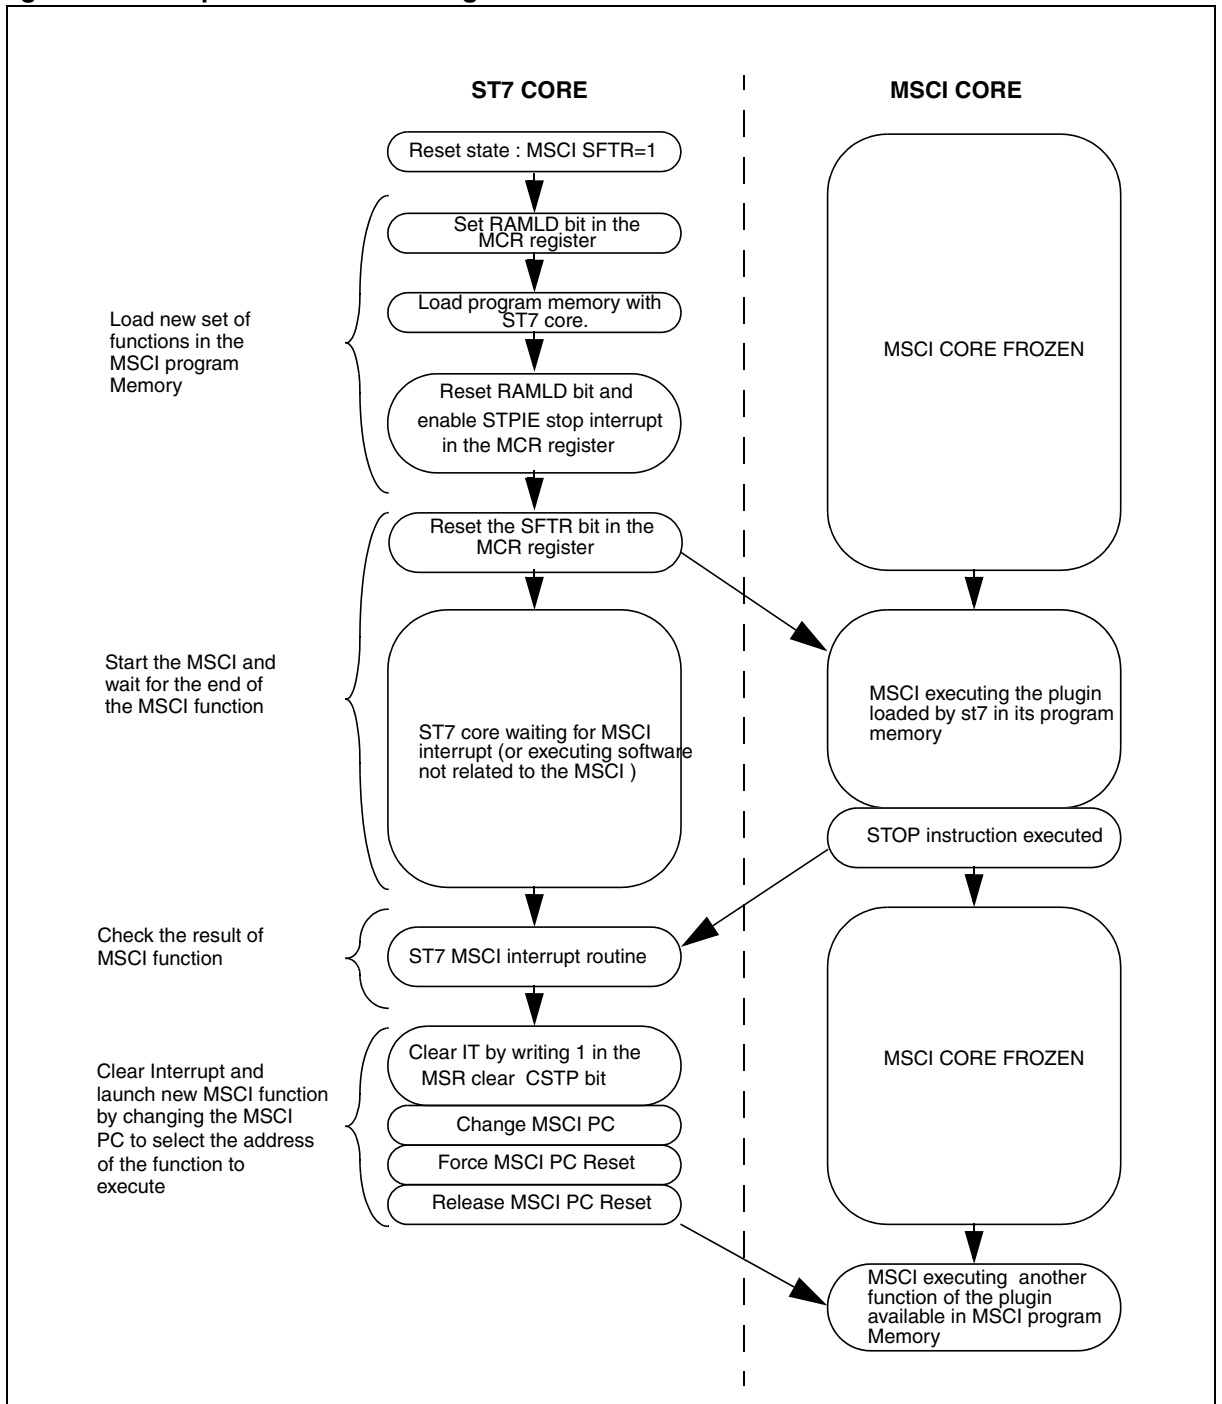 ST7 CORE
MSCI CORE
Reset state : MSCI SFTR=1
Set RAMLD bit in the
MCR register
Load program memory with
ST7 core.
Load new set of
functions in the
MSCI program
Memory
MSCI CORE FROZEN
Reset RAMLD bit and
enable STPIE stop interrupt
in the MCR register
Reset the SFTR bit in the
MCR register
Start the MSCI and
wait for the end of
the MSCI function
ST7 core waiting for MSCI
interrupt (or executing software
not related to the MSCI )
MSCI executing the plugin
loaded by st7 in its program
memory
STOP instruction executed
Check the result of
MSCI function
ST7 MSCI interrupt routine
Clear Interrupt and
launch new MSCI function
by changing the MSCI
PC to select the address
of the function to
execute
Clear IT by writing 1 in the
MSR clear  CSTP bit
Change MSCI PC
Force MSCI PC Reset
Release MSCI PC Reset
MSCI CORE FROZEN
MSCI executing  another
function of the plugin
available in MSCI program
Memory